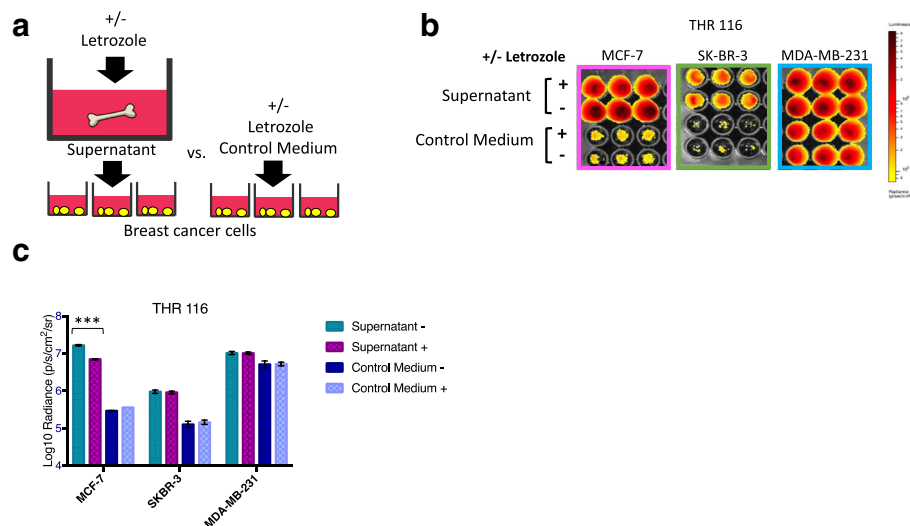 a
+/-
Letrozole
Supernatant
vs.
+/-
Letrozole
Control Medium
Breast cancer cells
b
THR 116
+/- Letrozole
MCF-7
SK-BR-3
MDA-MB-231
Supernatant
+
-
Control Medium
+
-
c
THR 116
Log10 Radiance (p/s/cm²/sr)
8
7
6
5
4
***
MCF-7
SKBR-3
MDA-MB-231
Supernatant -
Supernatant +
Control Medium -
Control Medium +